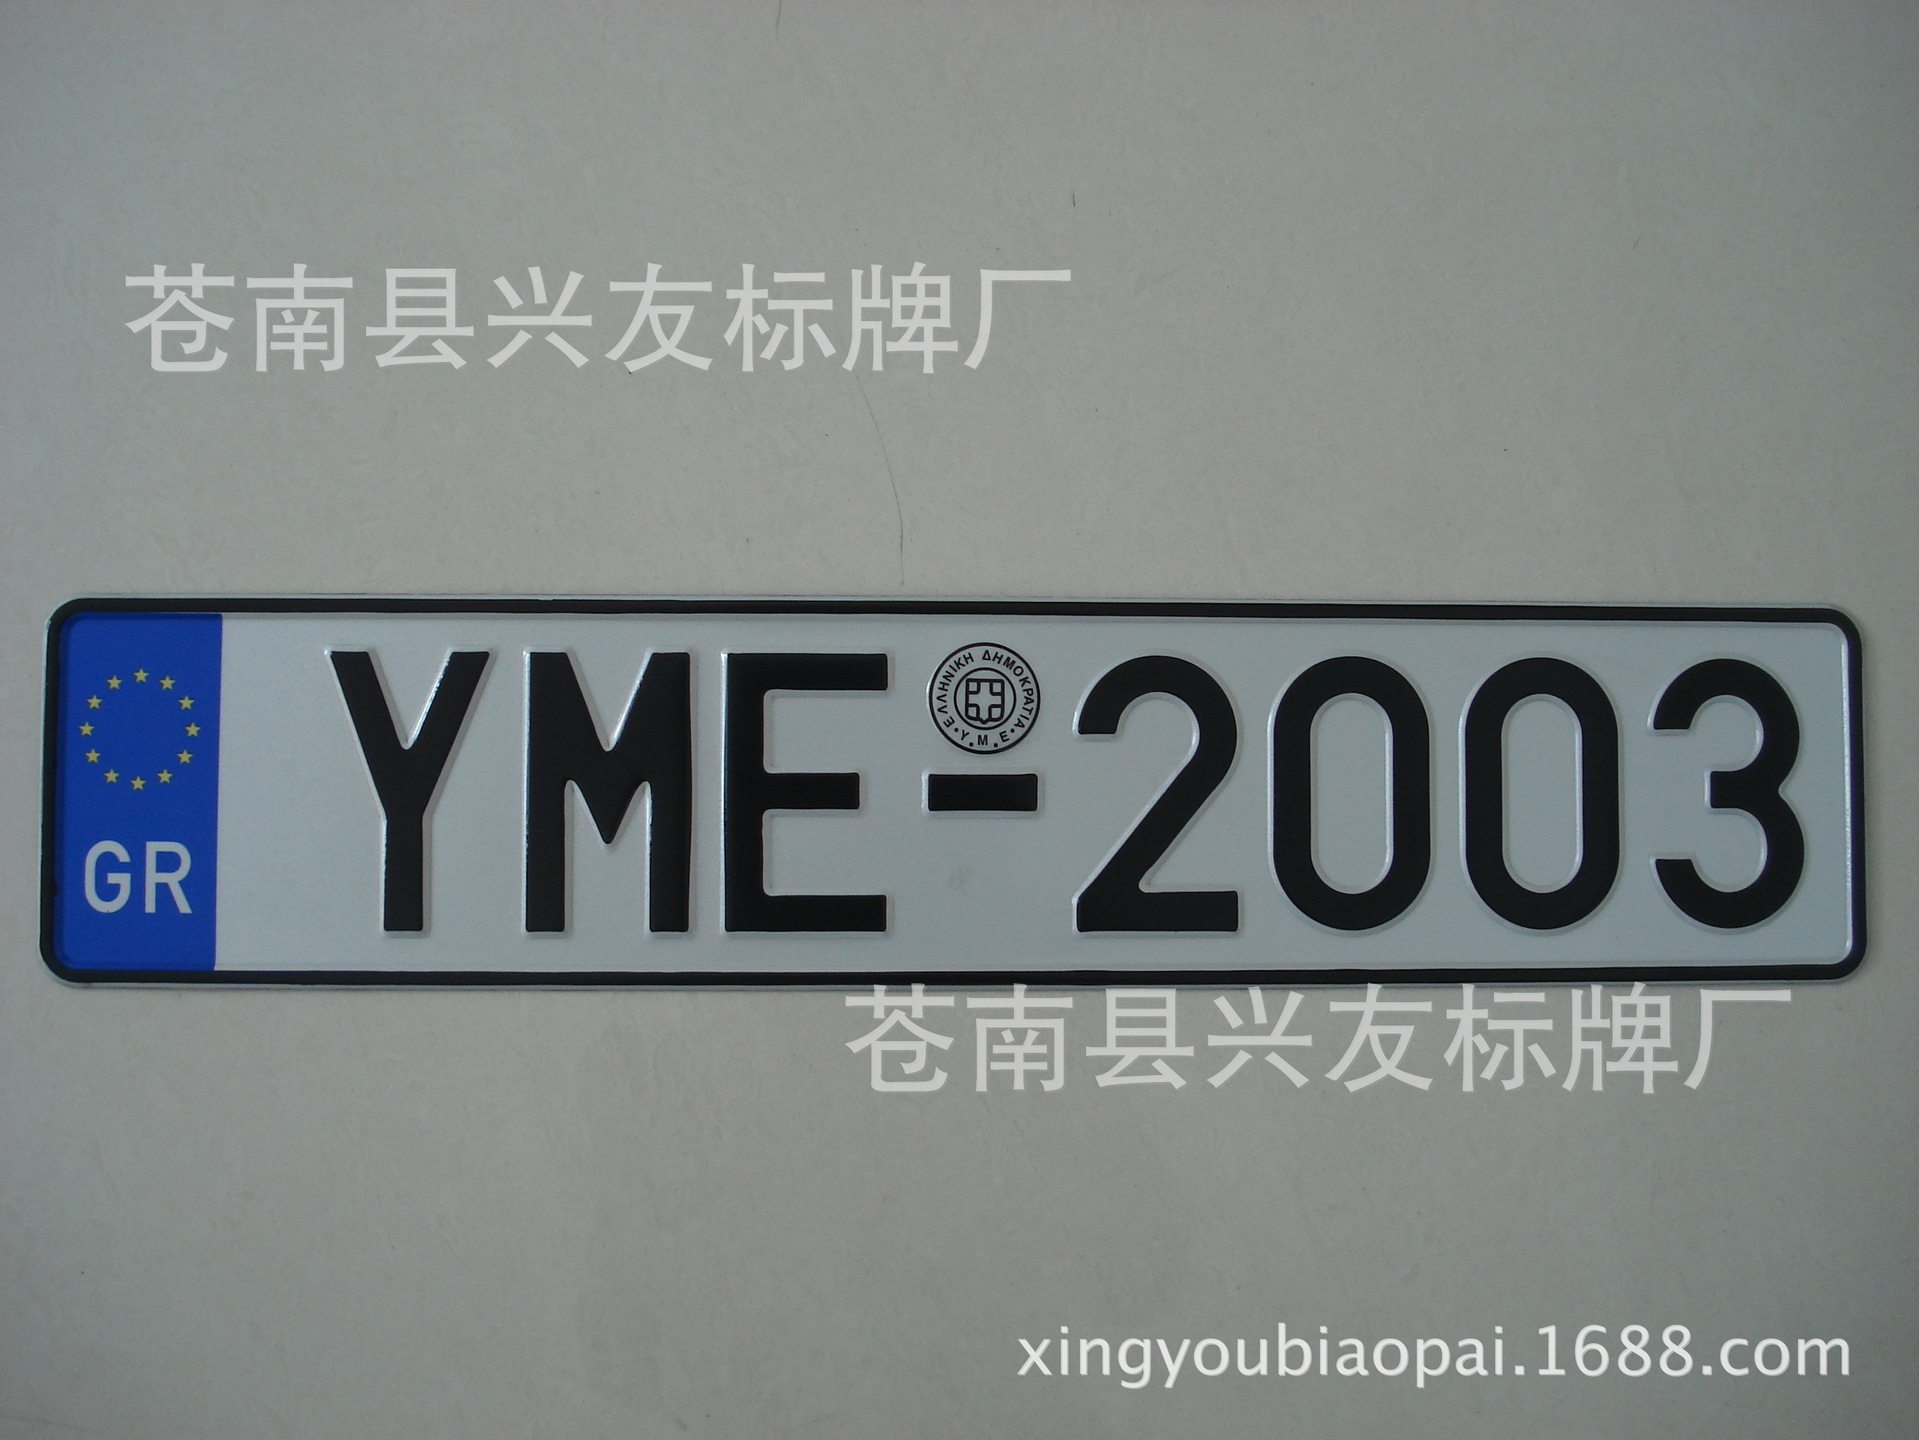 苍南县兴友标牌厂
ΕΛΛΗΝΙΚΗ ΔΗΜΟΚΡΑΤΙΑ
• Υ • Μ • Ε •
GR YME-2003
苍南县兴友标牌厂
xingyoubiaopai.1688.com